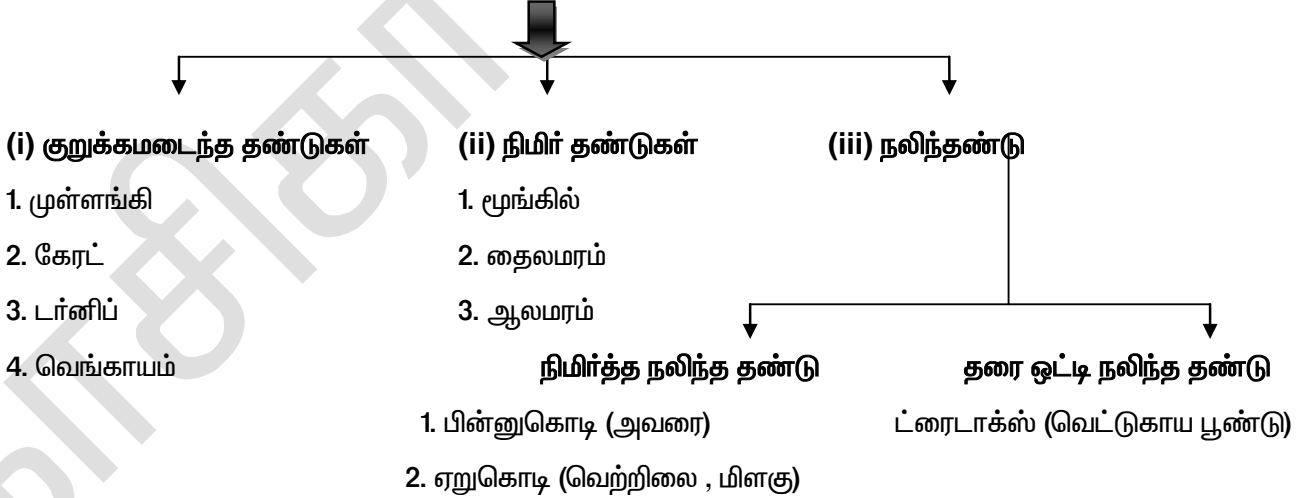 (i) குறுக்கமடைந்த தண்டுகள் (ii) நிமிர் தண்டுகள் (iii) நலிந்தண்டு
1. முள்ளங்கி 1. மூங்கில்
2. கேரட் 2. தைலமரம்
3. டர்னிப் 3. ஆலமரம்
4. வெங்காயம் நிமிர்த்த நலிந்த தண்டு தரை ஒட்டி நலிந்த தண்டு
1. பின்னுகொடி (அவரை) ட்ரைடாக்ஸ் (வெட்டுகாய பூண்டு)
2. ஏறுகொடி (வெற்றிலை , மிளகு)